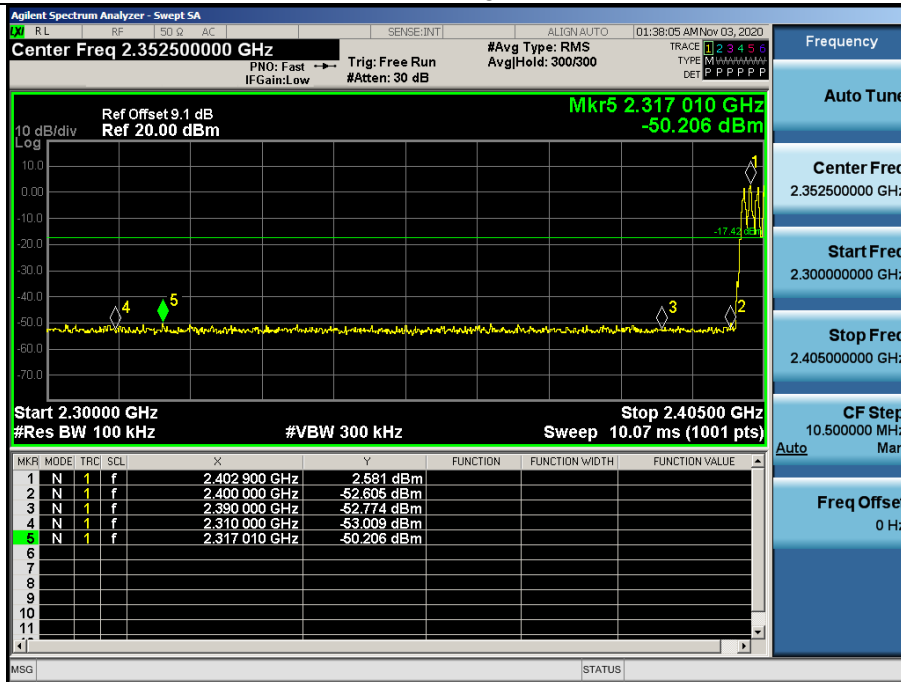 Agilent Spectrum Analyzer - Swept SA
LXI RL RF 50 Ω AC SENSE:INT ALIGN AUTO 01:38:05 AM Nov 03, 2020
Center Freq 2.352500000 GHz #Avg Type: RMS TRACE 1 2 3 4 5 6
PNO: Fast Trig: Free Run Avg|Hold: 300/300 TYPE M WWWWW
IFGain:Low #Atten: 30 dB DET P P P P P P
Mkr5 2.317 010 GHz
-50.206 dBm
Ref Offset 9.1 dB
10 dB/div Ref 20.00 dBm
Log
10.0
0.00
-10.0
-20.0
-30.0
-40.0
-50.0
-60.0
-70.0
1
-17.42 dBm
4
5
3
2
Start 2.30000 GHz Stop 2.40500 GHz
#Res BW 100 kHz #VBW 300 kHz Sweep 10.07 ms (1001 pts)
MKR MODE TRC SCL X Y FUNCTION FUNCTION WIDTH FUNCTION VALUE
1 N 1 f 2.402 900 GHz 2.581 dBm
2 N 1 f 2.400 000 GHz -52.605 dBm
3 N 1 f 2.390 000 GHz -52.774 dBm
4 N 1 f 2.310 000 GHz -53.009 dBm
5 N 1 f 2.317 010 GHz -50.206 dBm
6
7
8
9
10
11
MSG STATUS
Frequency
Auto Tune
Center Freq
2.352500000 GHz
Start Freq
2.300000000 GHz
Stop Freq
2.405000000 GHz
CF Step
10.500000 MHz
Auto Man
Freq Offset
0 Hz